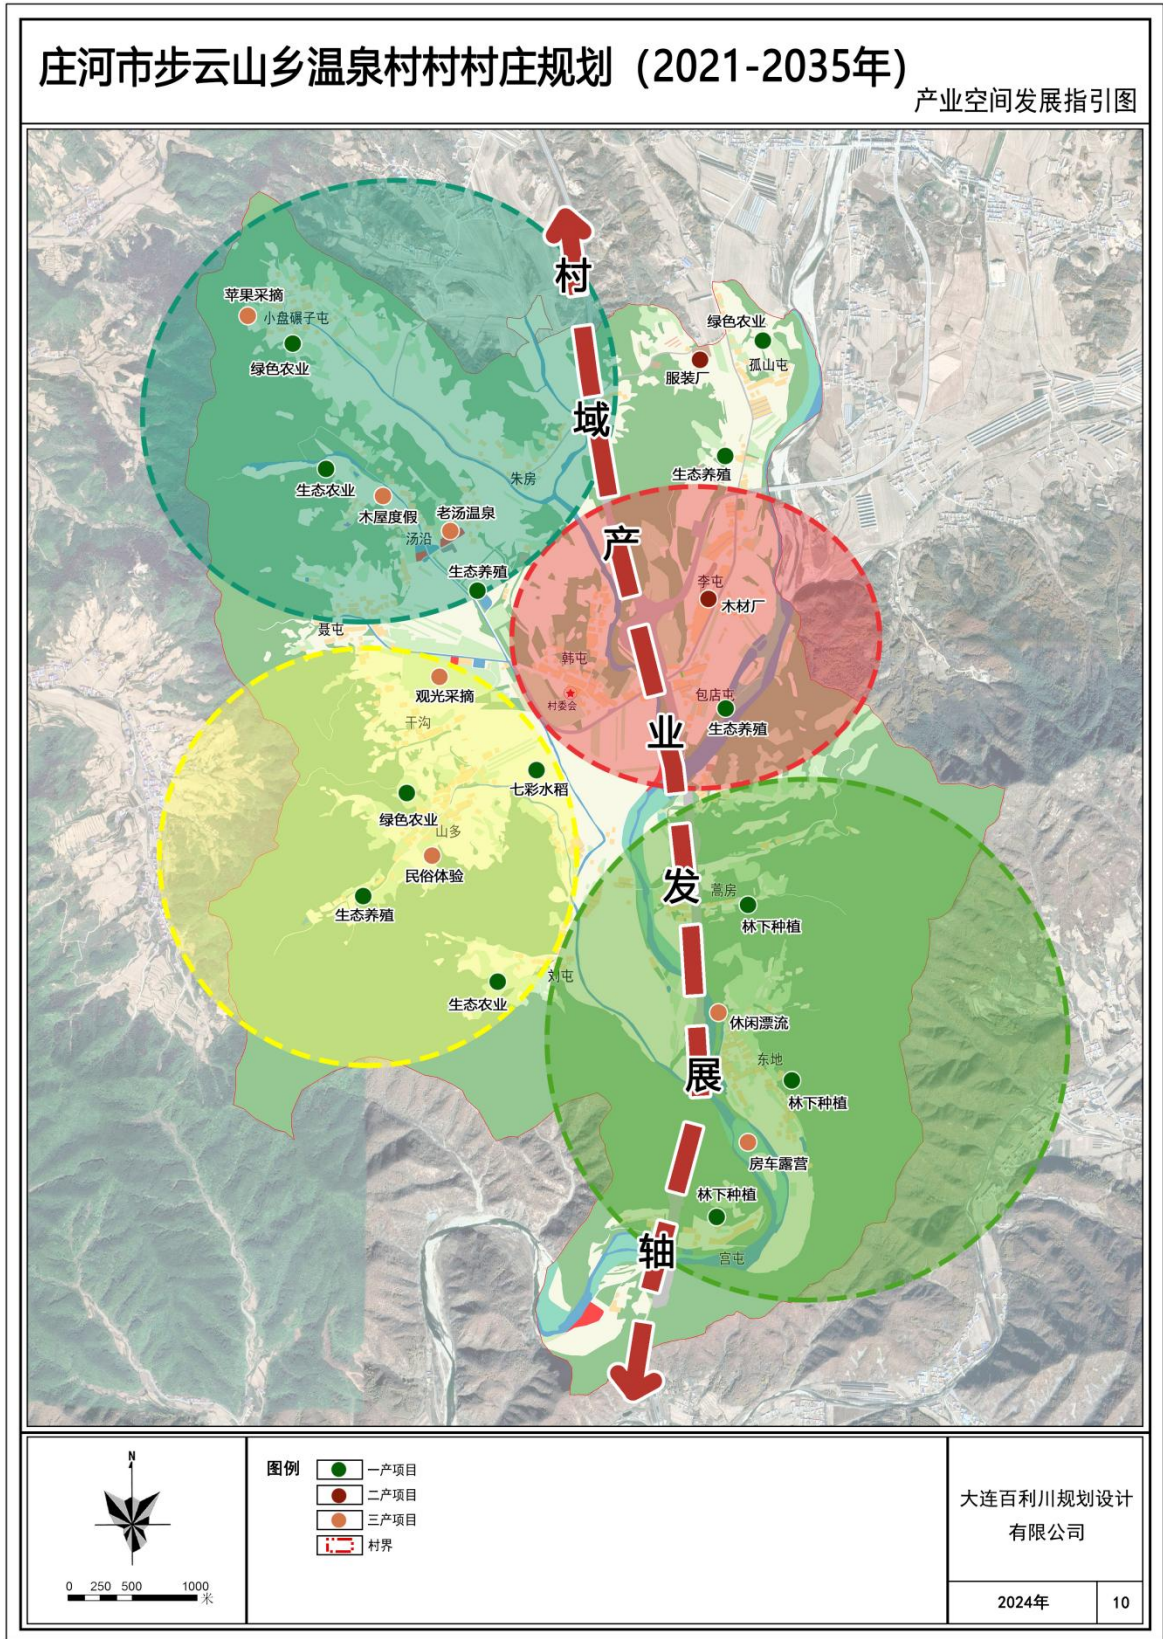 庄河市步云山乡温泉村村村庄规划（2021-2035年）
产业空间发展指引图
村
域
产
业
发
展
轴
苹果采摘
小盘碾子屯
绿色农业
绿色农业
孤山屯
服装厂
生态养殖
朱房
生态农业
木屋度假
老汤温泉
汤沿
生态养殖
李屯
木材厂
聂屯
韩屯
观光采摘
村委会
包店屯
生态养殖
干沟
七彩水稻
绿色农业
山多
民俗体验
生态养殖
蒿房
林下种植
刘屯
生态农业
休闲漂流
东地
林下种植
房车露营
林下种植
宫屯
N
0 250 500 1000
米
图例
一产项目
二产项目
三产项目
村界
大连百利川规划设计
有限公司
2024年
10